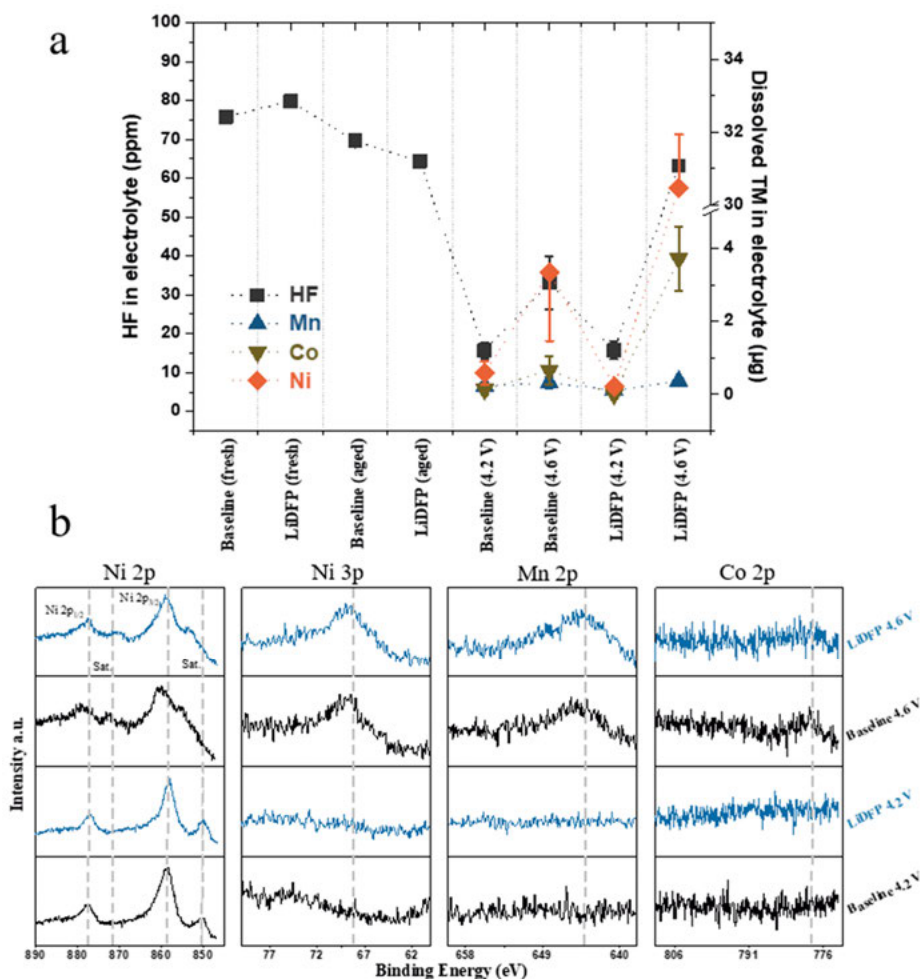 a
HF in electrolyte (ppm)
100
90
80
70
60
50
40
30
20
10
0
HF
Mn
Co
Ni
34
32
30
4
2
0
Dissolved TM in electrolyte (μg)
Baseline (fresh)
LiDFP (fresh)
Baseline (aged)
LiDFP (aged)
Baseline (4.2 V)
Baseline (4.6 V)
LiDFP (4.2 V)
LiDFP (4.6 V)
b
Ni 2p Ni 3p Mn 2p Co 2p
Ni 2p1/2 Ni 2p3/2
Sat. Sat.
LiDFP 4,6 V
Baseline 4,6 V
LiDFP 4,2 V
Baseline 4,2 V
Intensity a.u.
890 880 870 860 850 77 72 67 62 658 649 640 806 791 776
Binding Energy (eV)